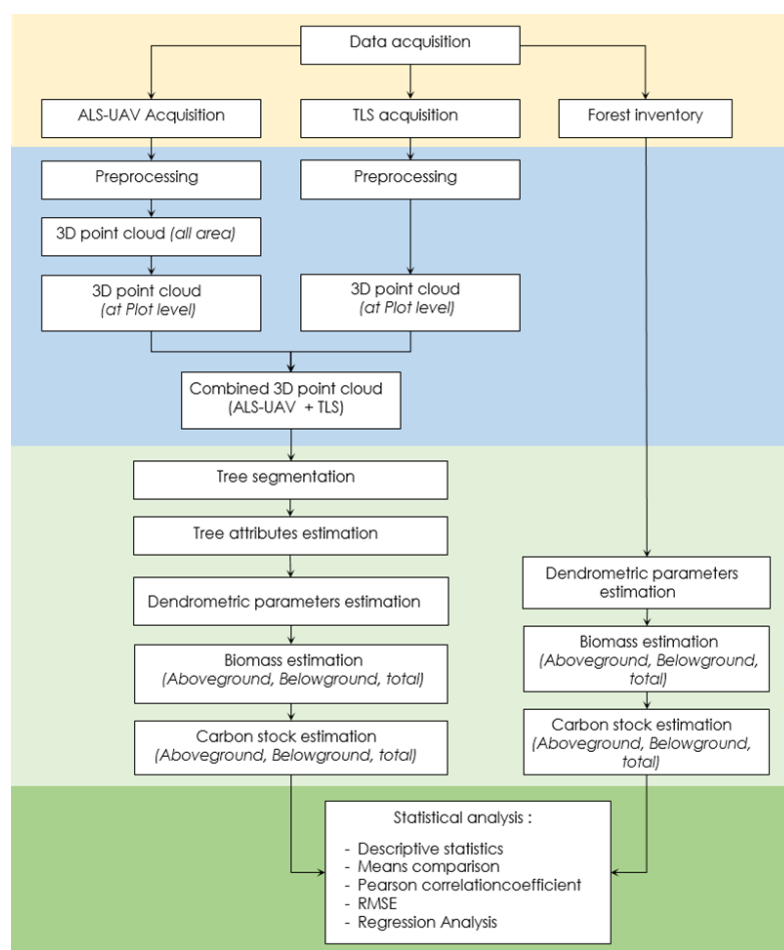 Data acquisition
ALS-UAV Acquisition
TLS acquisition
Forest inventory
Preprocessing
Preprocessing
3D point cloud (all area)
3D point cloud
(at Plot level)
3D point cloud
(at Plot level)
Combined 3D point cloud
(ALS-UAV + TLS)
Tree segmentation
Tree attributes estimation
Dendrometric parameters estimation
Biomass estimation
(Aboveground, Belowground, total)
Carbon stock estimation
(Aboveground, Belowground, total)
Dendrometric parameters
estimation
Biomass estimation
(Aboveground, Belowground,
total)
Carbon stock estimation
(Aboveground, Belowground,
total)
Statistical analysis :
- Descriptive statistics
- Means comparison
- Pearson correlationcoefficient
- RMSE
- Regression Analysis